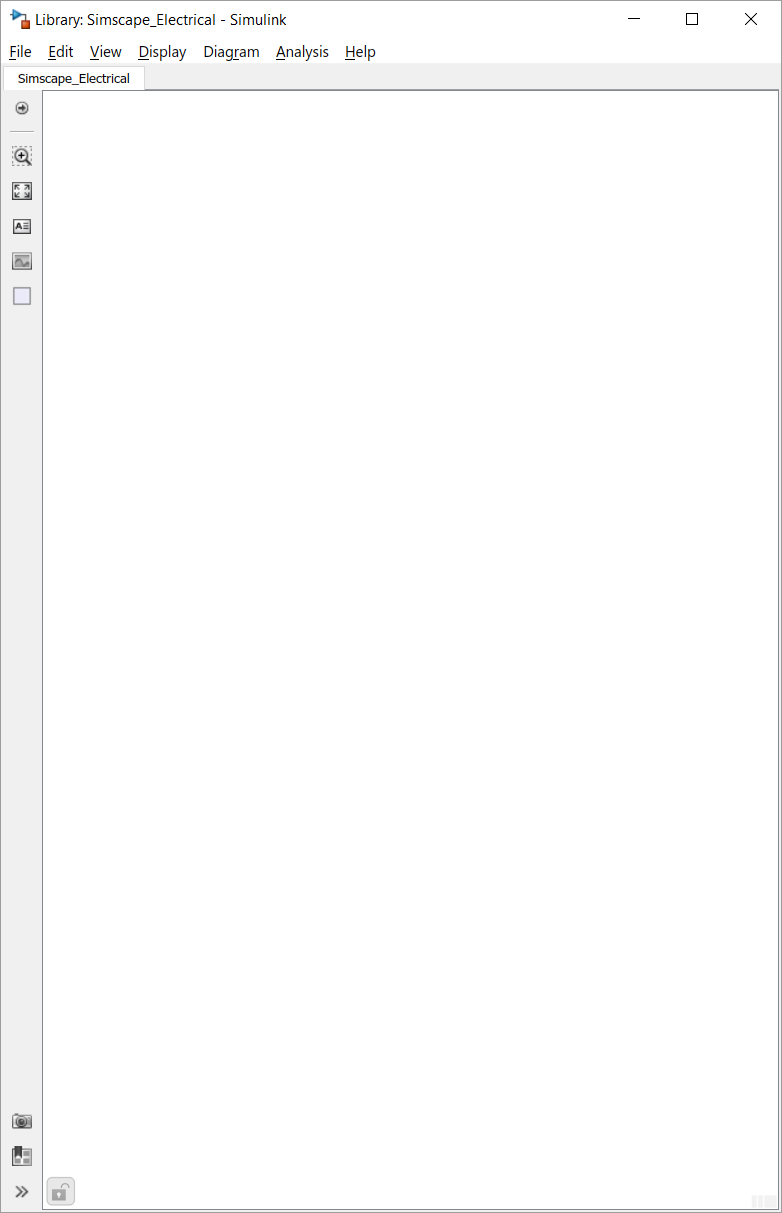 Library: Simscape_Electrical - Simulink
File Edit View Display Diagram Analysis Help
Simscape_Electrical
A